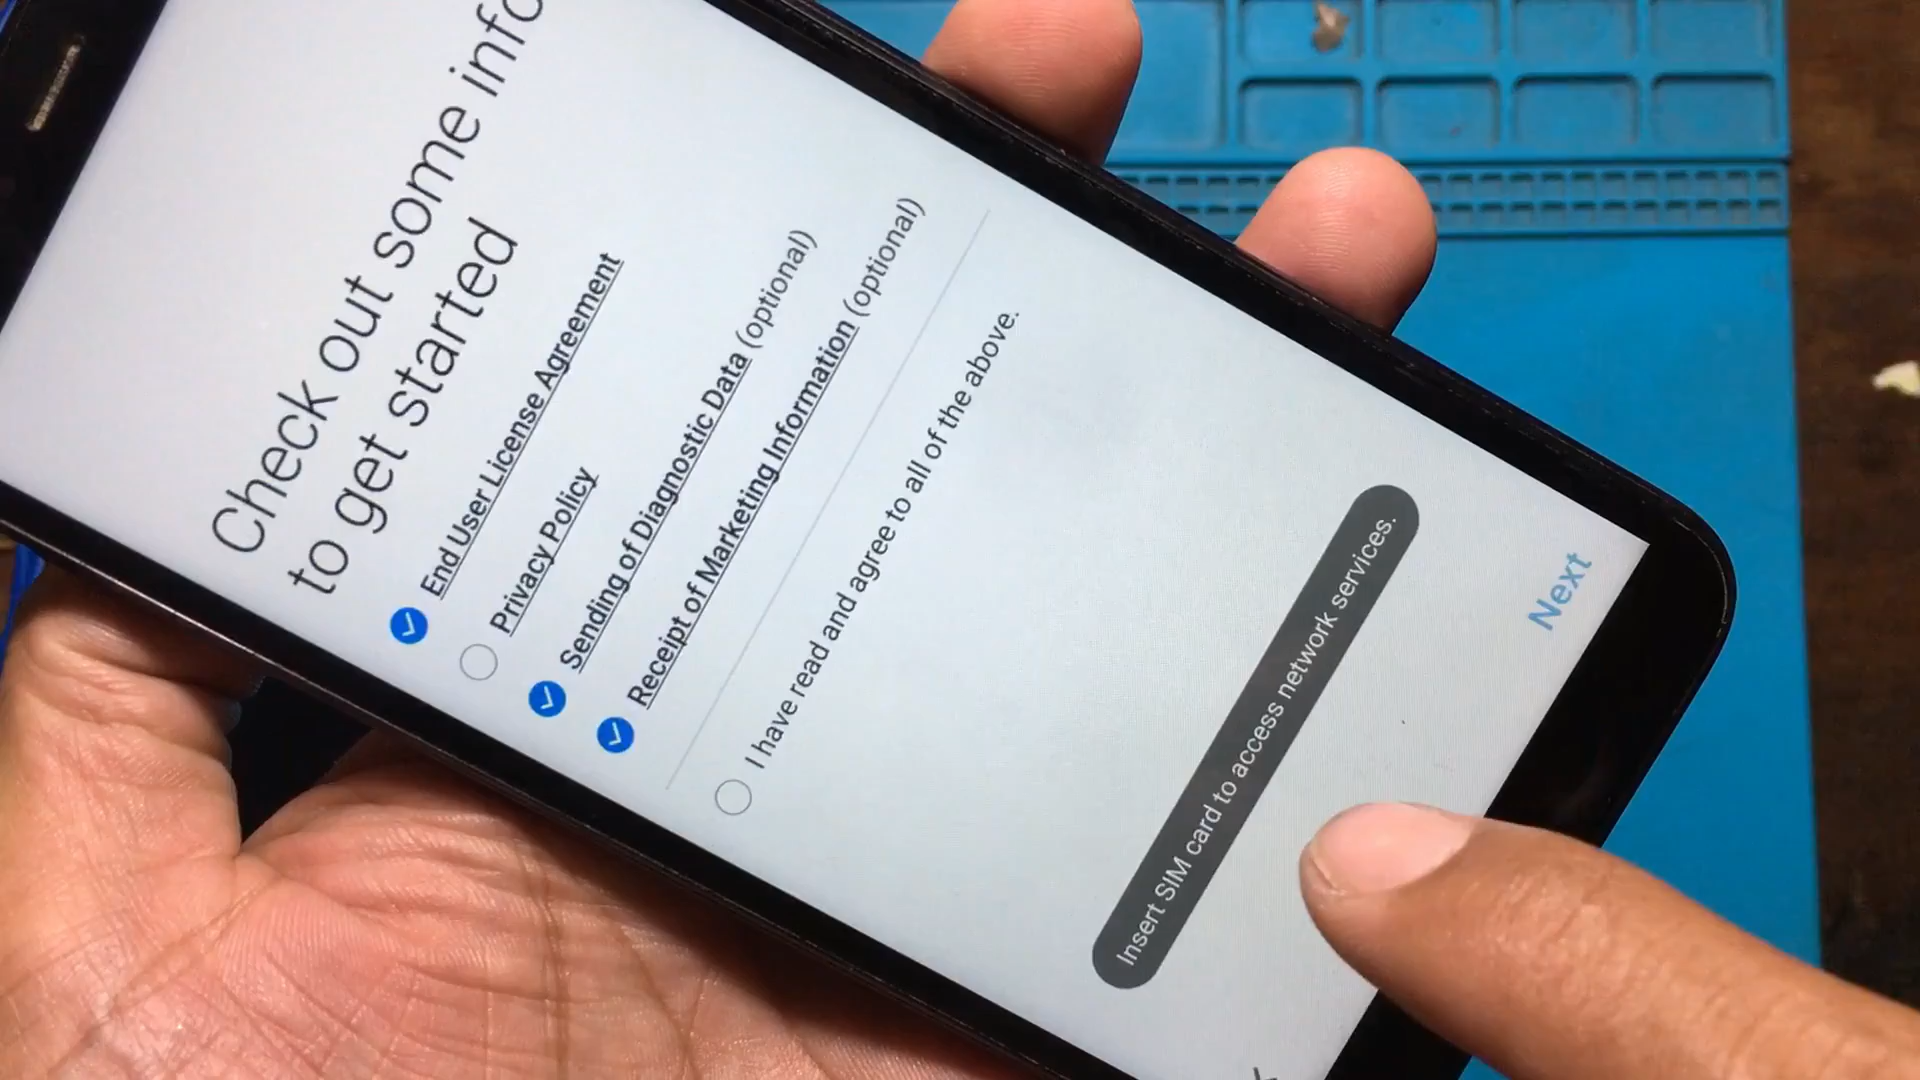 Check out some info
to get started
End User License Agreement
Privacy Policy
Sending of Diagnostic Data (optional)
Receipt of Marketing Information (optional)
I have read and agree to all of the above.
Insert SIM card to access network services.
Next